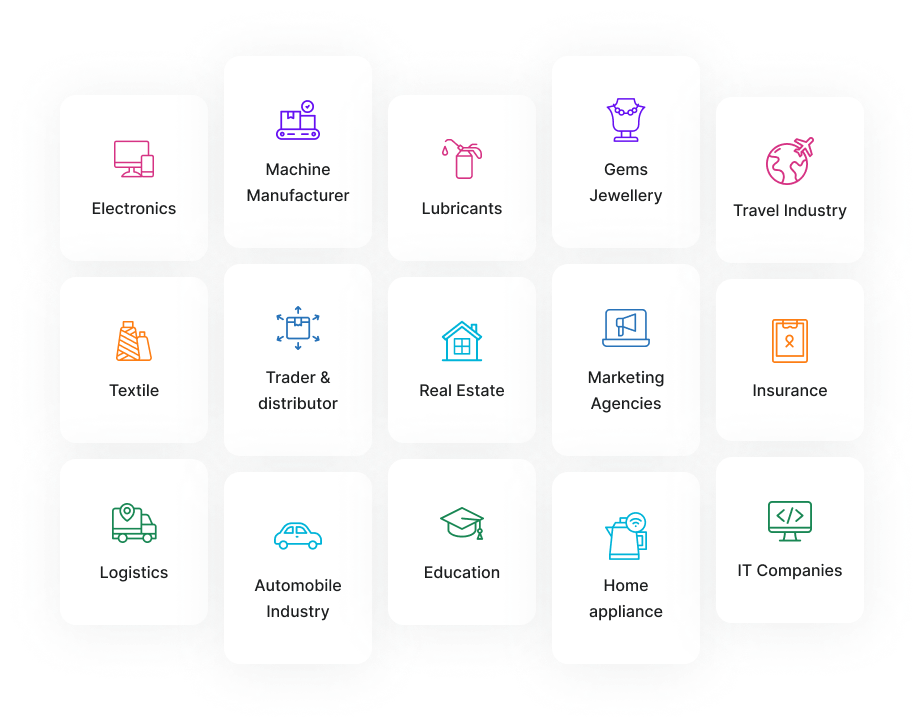 Electronics
Machine
Manufacturer
Lubricants
Gems
Jewellery
Travel Industry
Textile
Trader &
distributor
Real Estate
Marketing
Agencies
Insurance
Logistics
Automobile
Industry
Education
Home
appliance
IT Companies